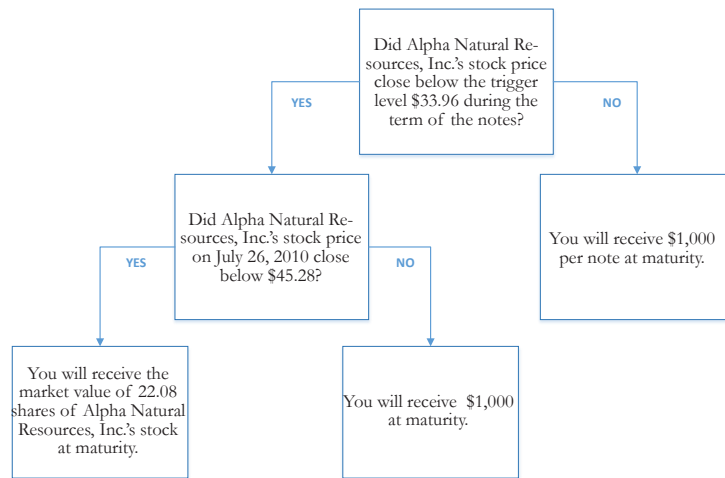 Did Alpha Natural Re-
sources, Inc.'s stock price
close below the trigger
level $33.96 during the
term of the notes?
YES
NO
Did Alpha Natural Re-
sources, Inc.'s stock price
on July 26, 2010 close
below $45.28?
You will receive $1,000
per note at maturity.
YES
NO
You will receive the
market value of 22.08
shares of Alpha Natural
Resources, Inc.'s stock
at maturity.
You will receive $1,000
at maturity.